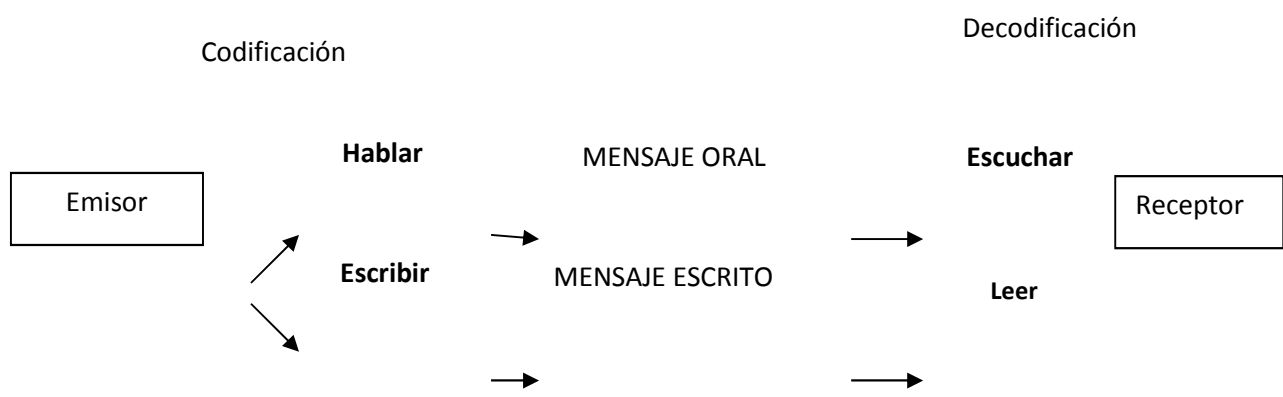 Decodificación
Codificación
Hablar MENSAJE ORAL Escuchar
Emisor Receptor
Escribir MENSAJE ESCRITO Leer